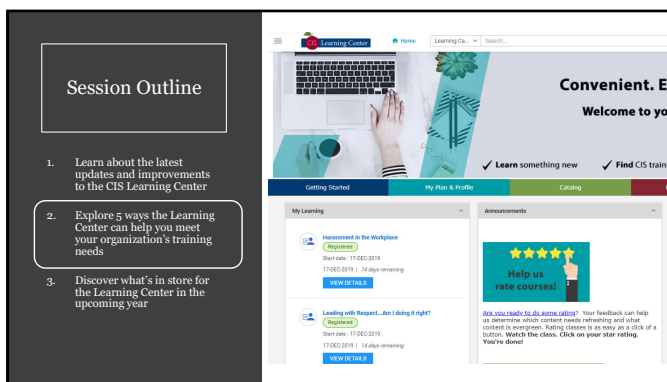 Session Outline
1. Learn about the latest
updates and improvements
to the CIS Learning Center
2. Explore 5 ways the Learning
Center can help you meet
your organization's training
needs
3. Discover what's in store for
the Learning Center in the
upcoming year
CIS Learning Center
Home
Learning Ca...
Search...
Convenient. E
Welcome to yo
✓ Learn something new
✓ Find CIS train
Getting Started
My Plan & Profile
Catalog
My Learning
Harassment in the Workplace
Registered
Start date : 17-DEC-2019
17-DEC-2019 | 14 days remaining
VIEW DETAILS
Leading with Respect...Am I doing it right?
Registered
Start date : 17-DEC-2019
17-DEC-2019 | 14 days remaining
VIEW DETAILS
Announcements
Help us
rate courses!
Are you ready to do some rating? Your feedback can help
us determine which content needs refreshing and what
content is evergreen. Rating classes is as easy as a click of a
button. Watch the class. Click on your star rating.
You're done!